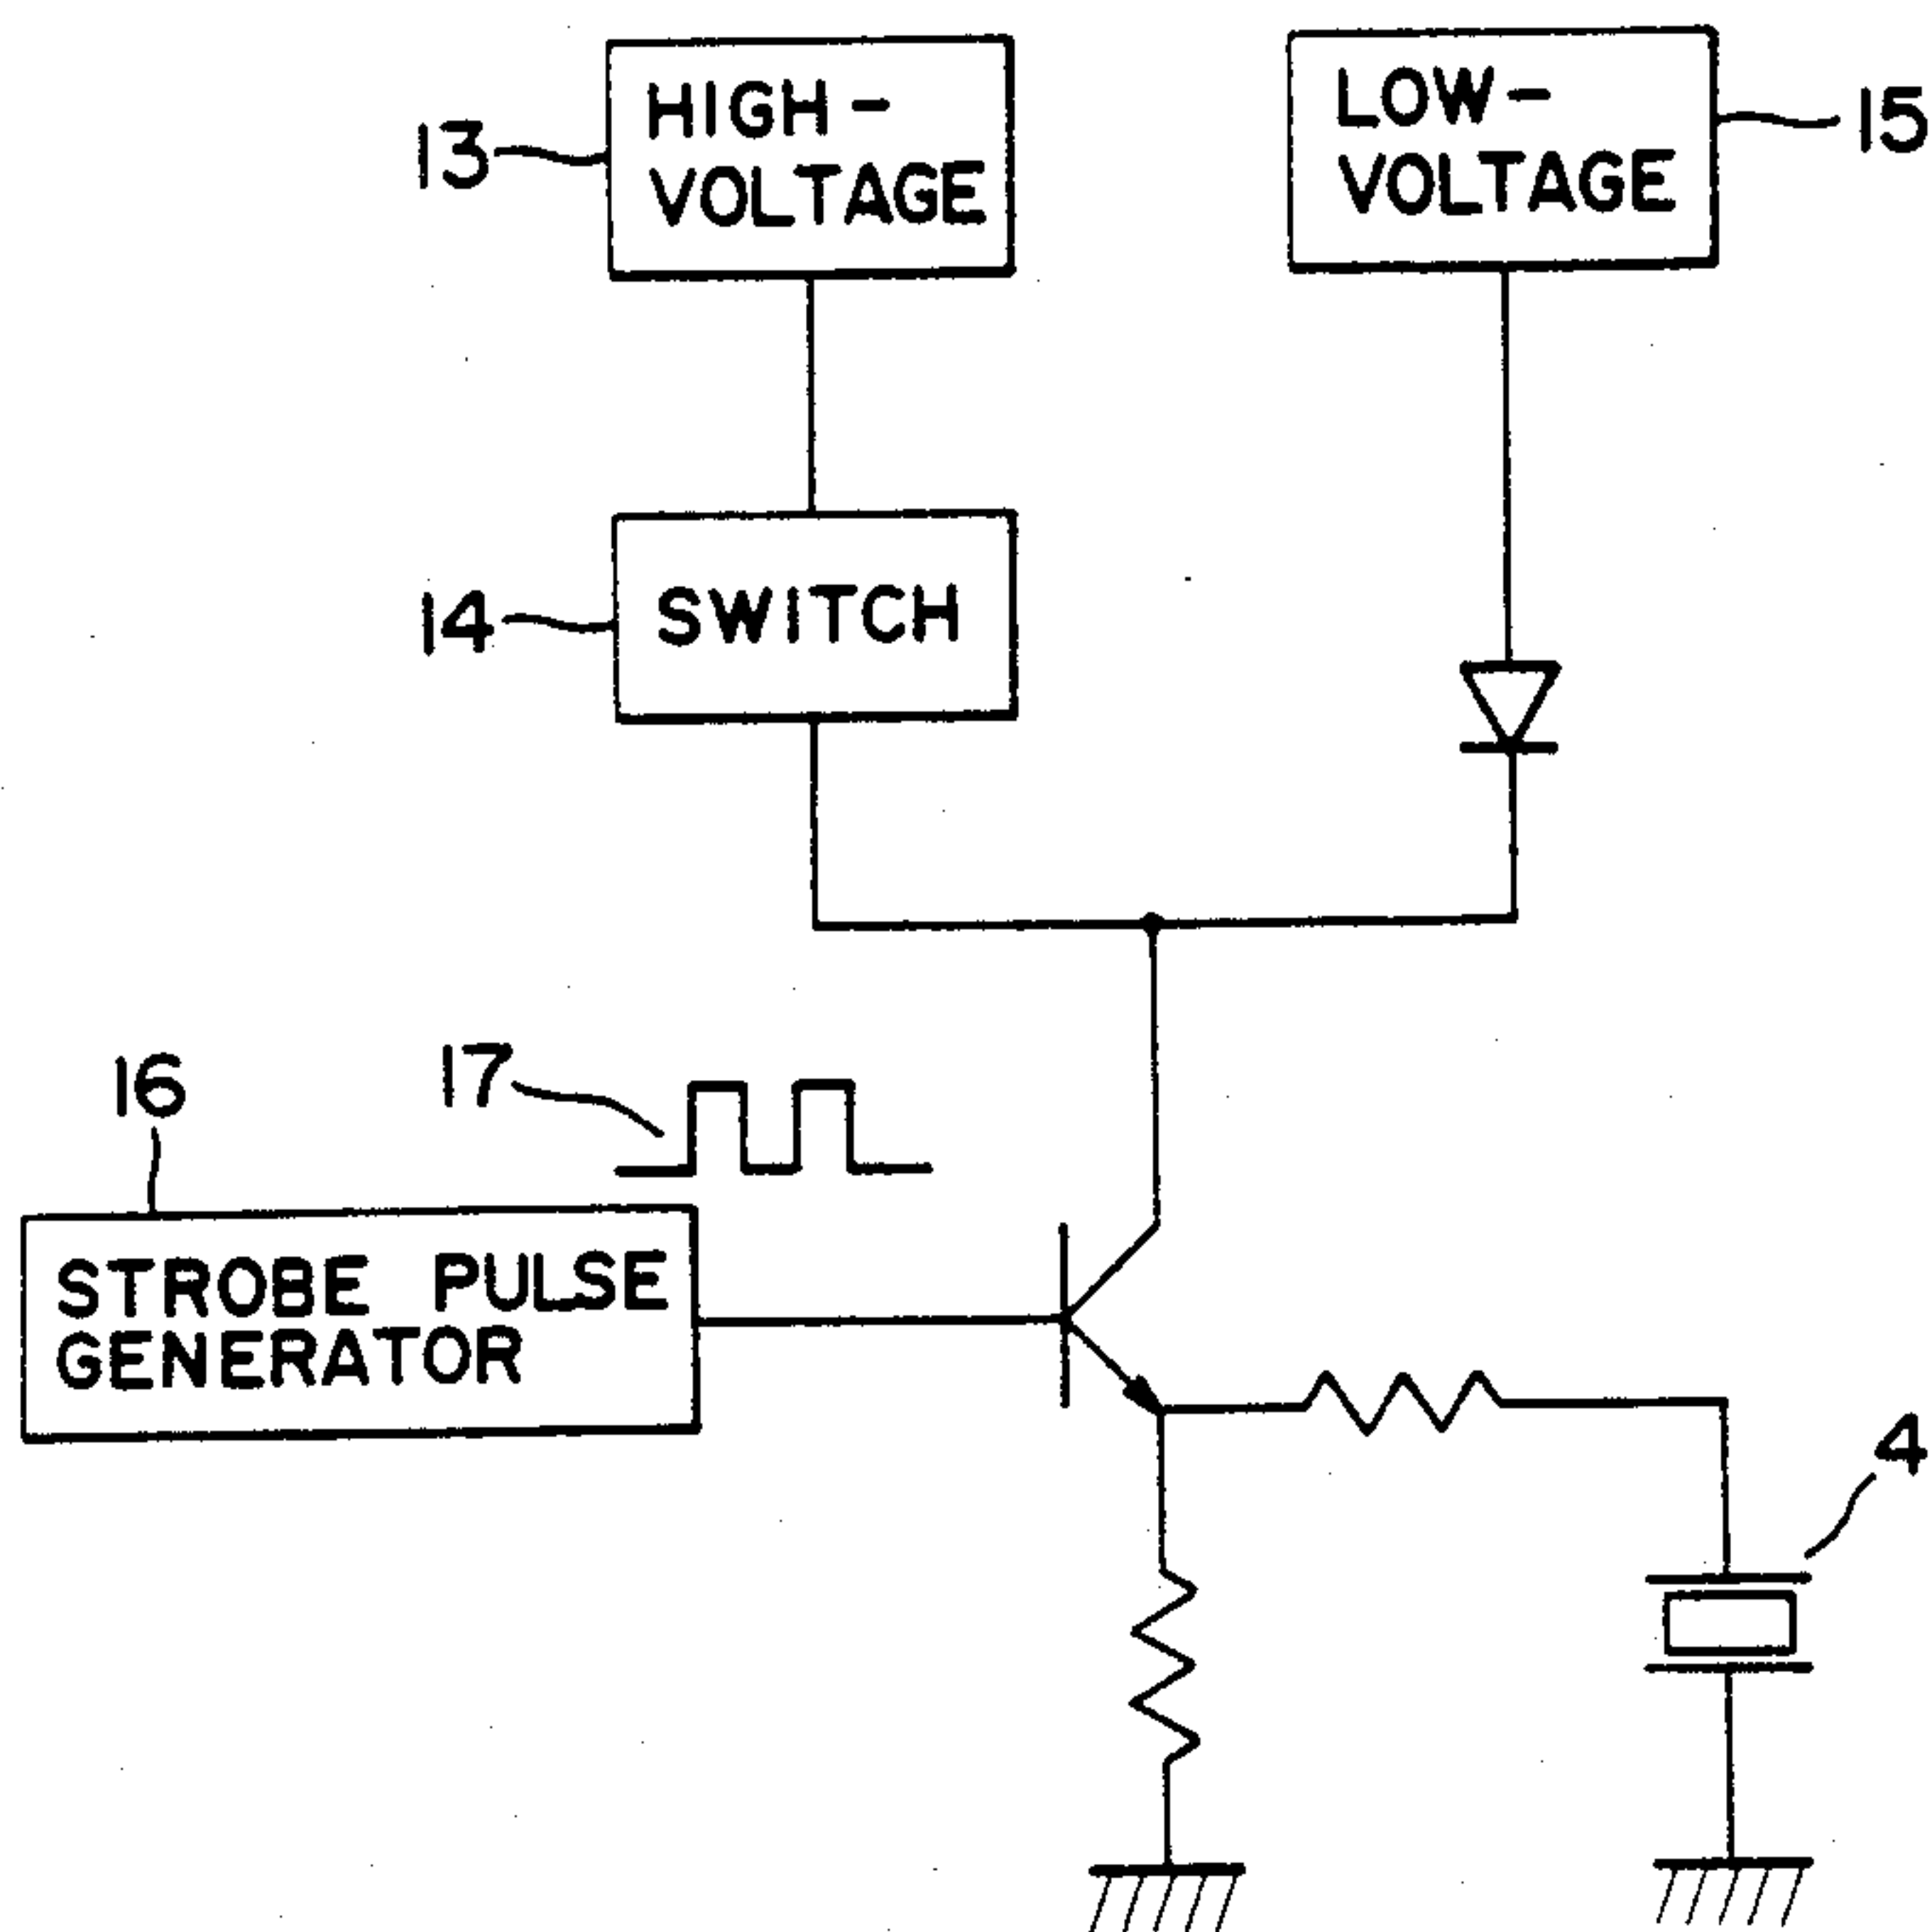 HIGH-
VOLTAGE
13
LOW-
VOLTAGE
15
SWITCH
14
16
17
STROBE PULSE
GENERATOR
4